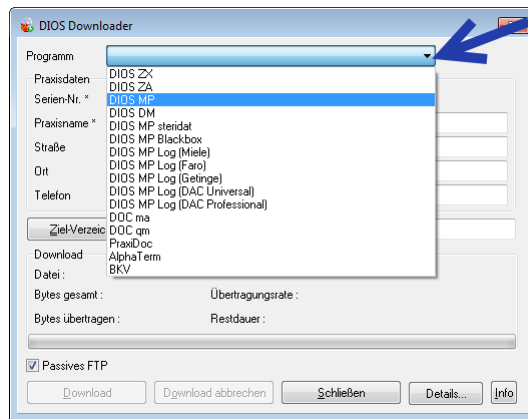 DIOS Downloader
Programm
DIOS ZX
DIOS ZA
DIOS MP
DIOS DM
DIOS MP steridat
DIOS MP Blackbox
DIOS MP Log (Miele)
DIOS MP Log (Faro)
DIOS MP Log (Getinge)
DIOS MP Log (DAC Universal)
DIOS MP Log (DAC Professional)
DOC ma
DOC qm
PraxiDoc
AlphaTerm
BKV
Praxisdaten
Serien-Nr. *
Praxisname *
Straße
Ort
Telefon
Ziel-Verzeic
Download
Datei :
Bytes gesamt : Übertragungsrate :
Bytes übertragen : Restdauer :
Passives FTP
Download Download abbrechen Schließen Details... Info